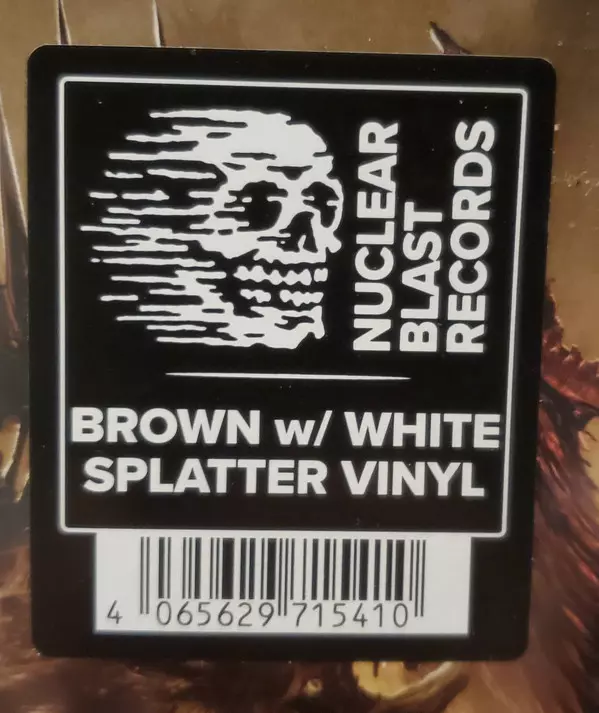 NUCLEAR
BLAST
RECORDS
BROWN w/ WHITE
SPLATTER VINYL
4 065629 715410